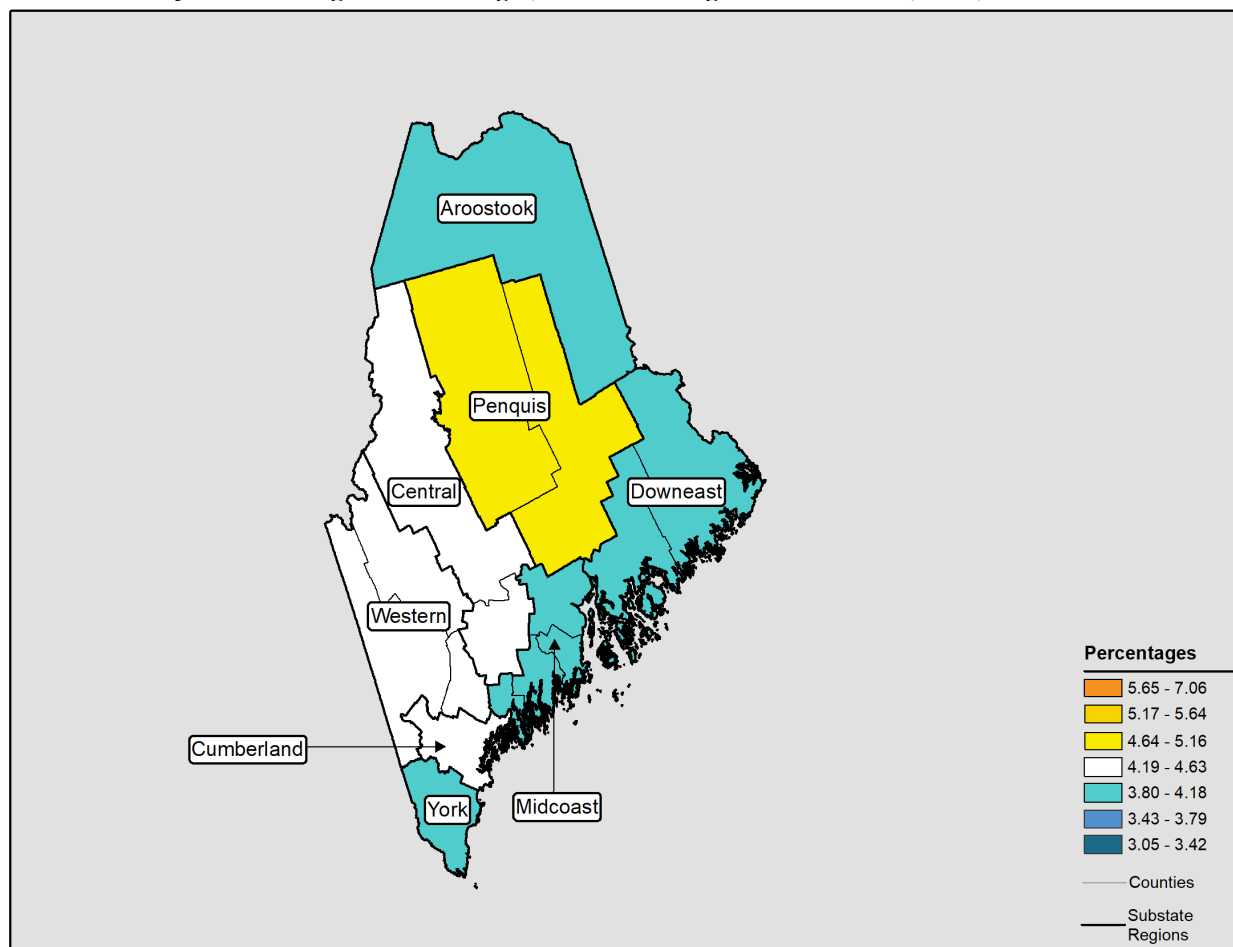 Aroostook
Penquis
Central
Downeast
Western
Cumberland
York
Midcoast
Percentages
5.65 - 7.06
5.17 - 5.64
4.64 - 5.16
4.19 - 4.63
3.80 - 4.18
3.43 - 3.79
3.05 - 3.42
Counties
Substate
Regions